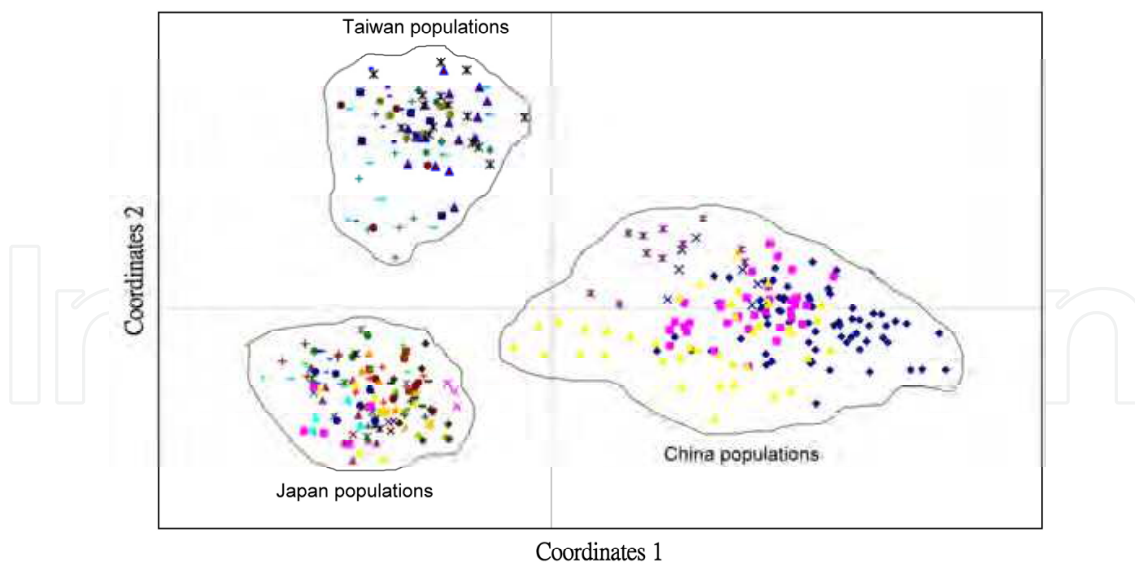 Taiwan populations
Coordinates 2
China populations
Japan populations
Coordinates 1